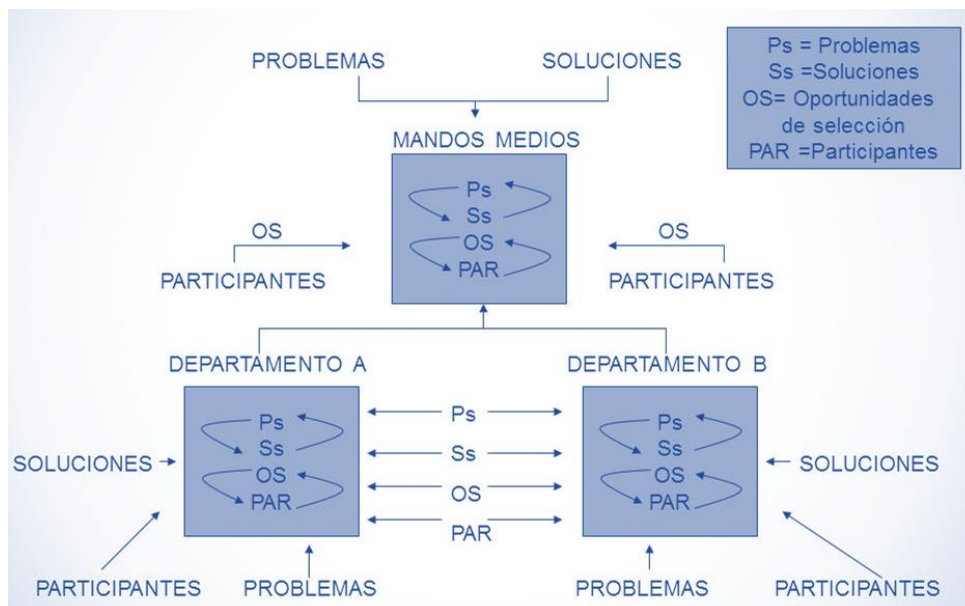 PROBLEMAS SOLUCIONES
Ps = Problemas
Ss =Soluciones
OS= Oportunidades
de selección
PAR =Participantes
MANDOS MEDIOS
Ps
Ss
OS
PAR
OS
PARTICIPANTES
OS
PARTICIPANTES
DEPARTAMENTO A
DEPARTAMENTO B
Ps
Ss
OS
PAR
Ps
Ss
OS
PAR
Ps
Ss
OS
PAR
SOLUCIONES
SOLUCIONES
PARTICIPANTES
PROBLEMAS
PROBLEMAS
PARTICIPANTES